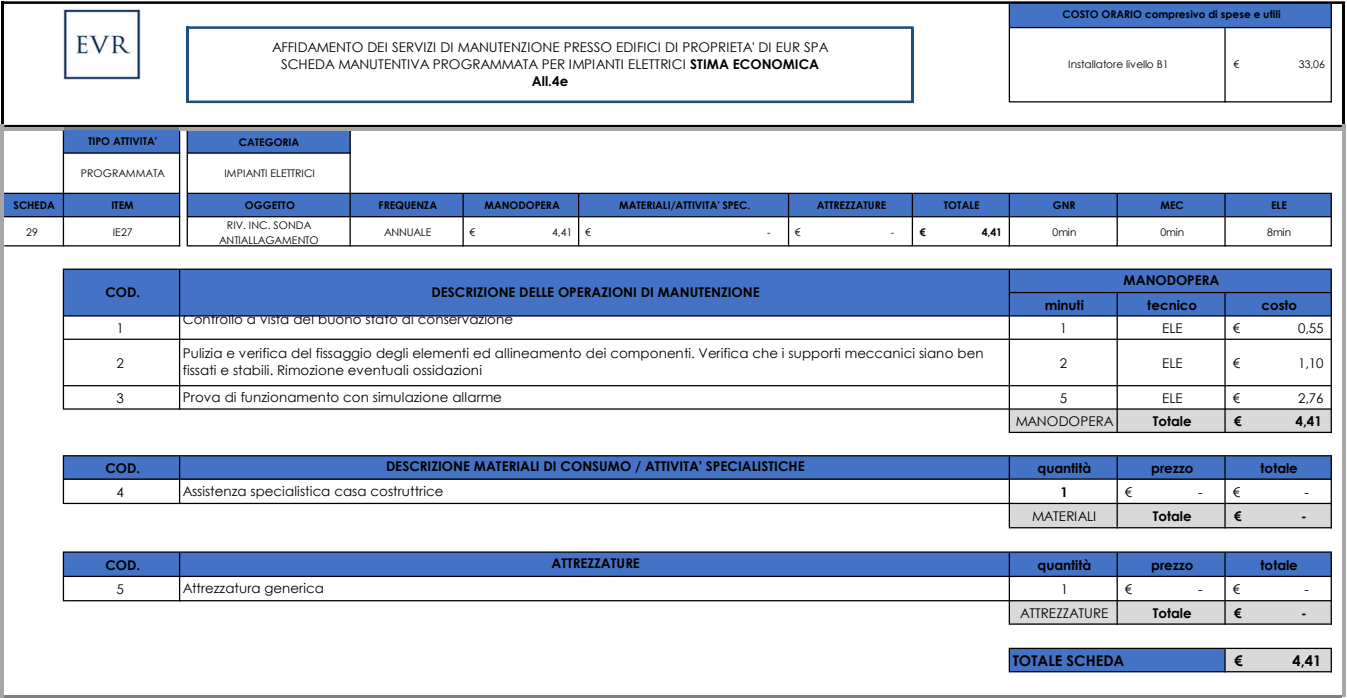 EVR
AFFIDAMENTO DEI SERVIZI DI MANUTENZIONE PRESSO EDIFICI DI PROPRIETA' DI EUR SPA
SCHEDA MANUTENTIVA PROGRAMMATA PER IMPIANTI ELETTRICI STIMA ECONOMICA
All.4e
COSTO ORARIO compresivo di spese e utili
Installatore livello B1 € 33,06
TIPO ATTIVITA' CATEGORIA
PROGRAMMATA IMPIANTI ELETTRICI
SCHEDA ITEM OGGETTO FREQUENZA MANODOPERA MATERIALI/ATTIVITA' SPEC. ATTREZZATURE TOTALE GNR MEC ELE
29 IE27 RIV. INC. SONDA ANTIALLAGAMENTO ANNUALE € 4,41 € - € - € 4,41 0min 0min 8min
COD. DESCRIZIONE DELLE OPERAZIONI DI MANUTENZIONE MANODOPERA
minuti tecnico costo
1 Controllo a vista del buono stato di conservazione 1 ELE € 0,55
2 Pulizia e verifica del fissaggio degli elementi ed allineamento dei componenti. Verifica che i supporti meccanici siano ben
fissati e stabili. Rimozione eventuali ossidazioni 2 ELE € 1,10
3 Prova di funzionamento con simulazione allarme 5 ELE € 2,76
MANODOPERA Totale € 4,41
COD. DESCRIZIONE MATERIALI DI CONSUMO / ATTIVITA' SPECIALISTICHE quantità prezzo totale
4 Assistenza specialistica casa costruttrice 1 € - € -
MATERIALI Totale € -
COD. ATTREZZATURE quantità prezzo totale
5 Attrezzatura generica 1 € - € -
ATTREZZATURE Totale € -
TOTALE SCHEDA € 4,41